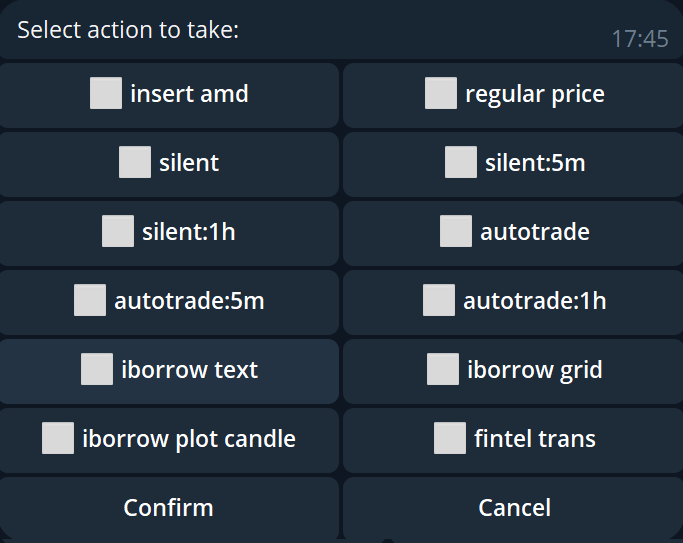 Select action to take:
17:45
insert amd
regular price
silent
silent:5m
silent:1h
autotrade
autotrade:5m
autotrade:1h
iborrow text
iborrow grid
iborrow plot candle
fintel trans
Confirm
Cancel